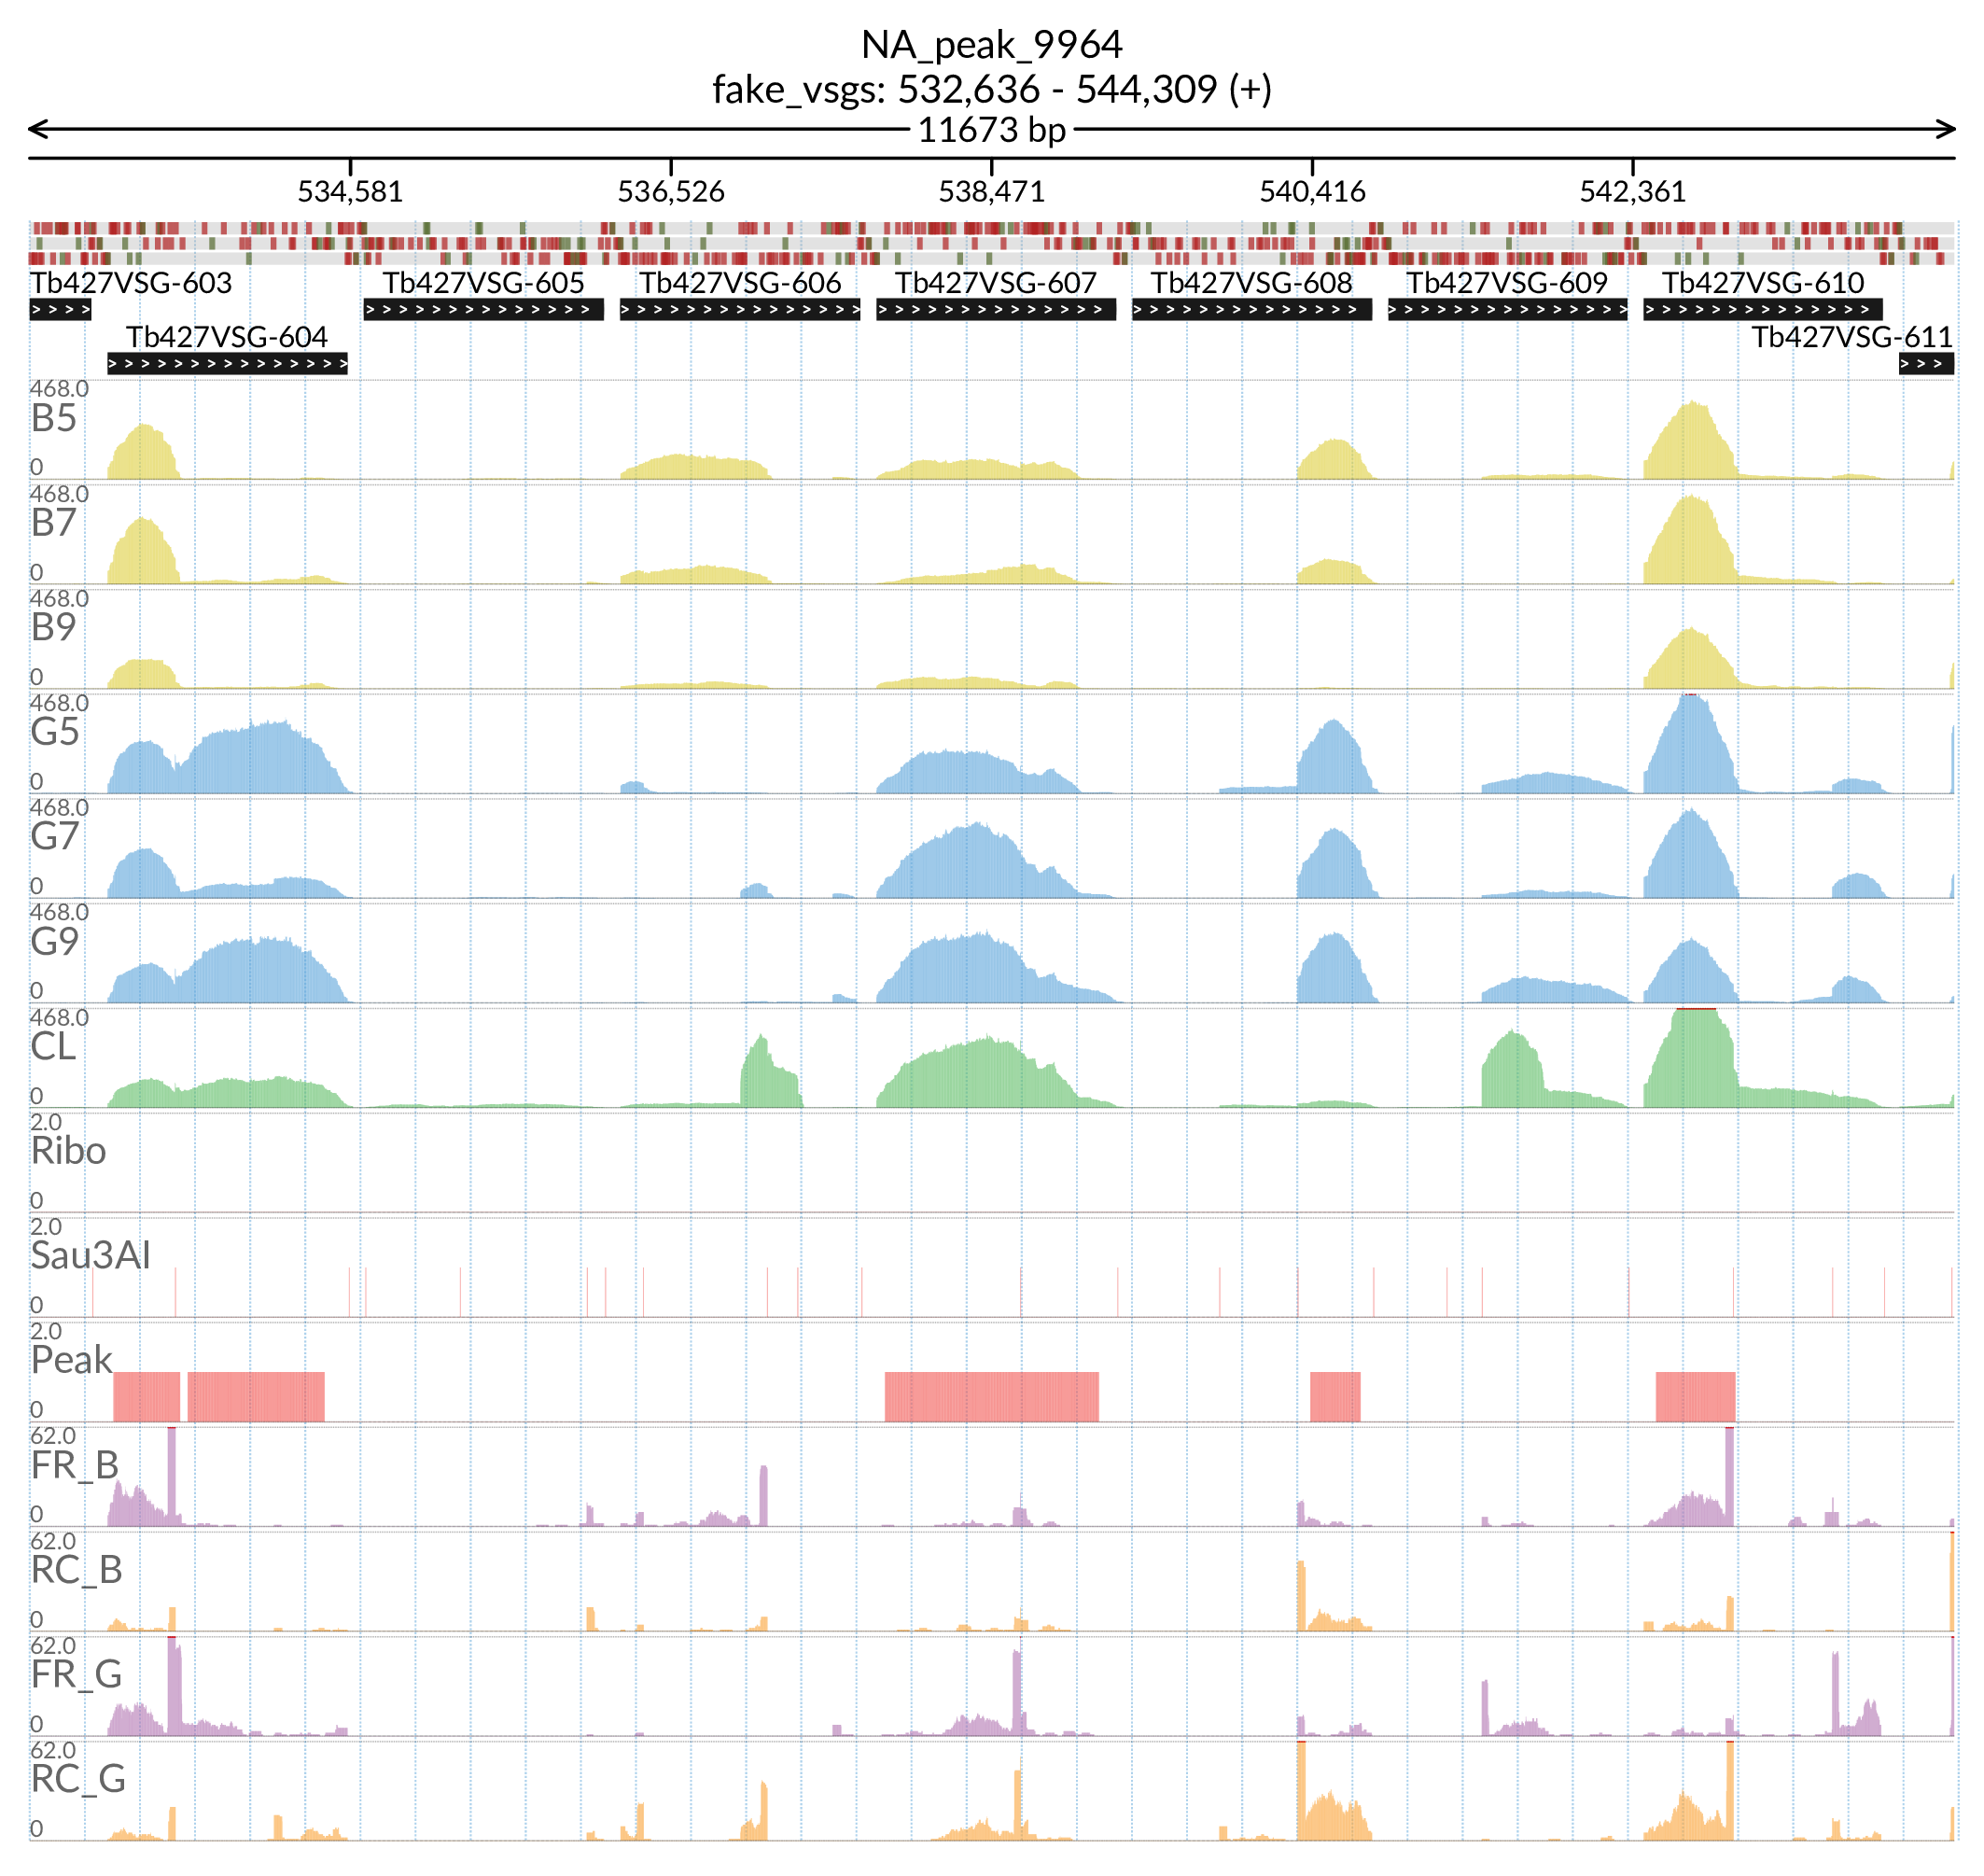 NA_peak_9964
fake_vsgs: 532,636 - 544,309 (+)
11673 bp
534,581 536,526 538,471 540,416 542,361
Tb427VSG-603 Tb427VSG-605 Tb427VSG-606 Tb427VSG-607 Tb427VSG-608 Tb427VSG-609 Tb427VSG-610
Tb427VSG-604 Tb427VSG-611
468.0
B5
0
468.0
B7
0
468.0
B9
0
468.0
G5
0
468.0
G7
0
468.0
G9
0
468.0
CL
0
2.0
Ribo
0
2.0
Sau3AI
0
2.0
Peak
0
62.0
FR_B
0
62.0
RC_B
0
62.0
FR_G
0
62.0
RC_G
0